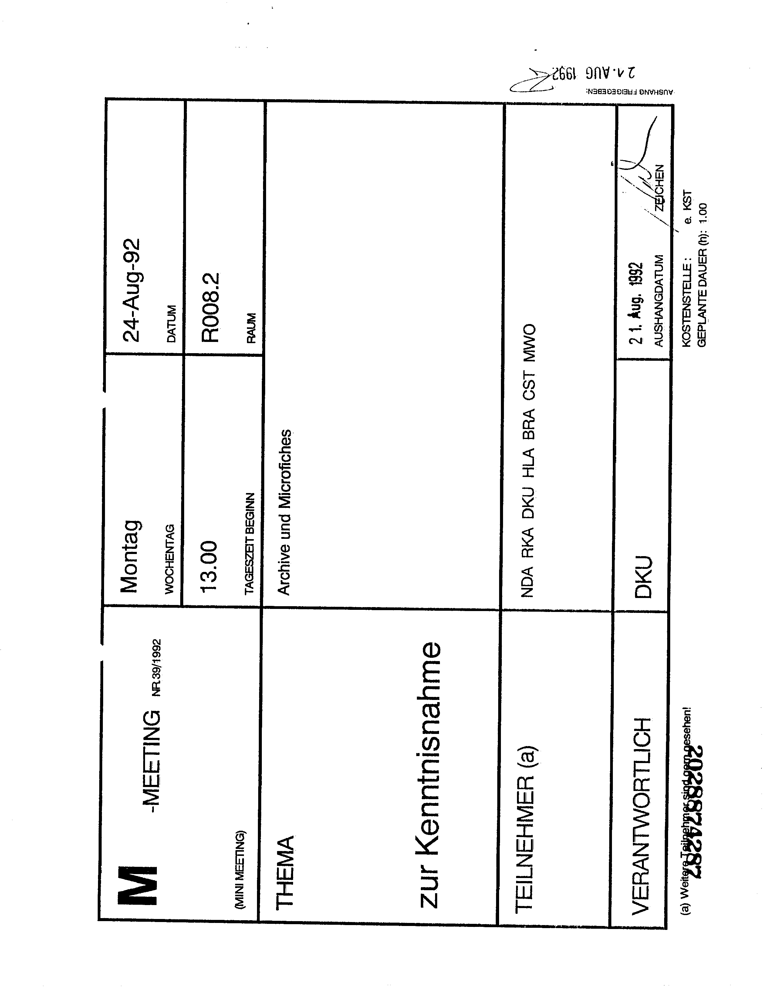 M -MEETING NR.39/1992
(MINI MEETING)
Montag
WOCHENTAG
24-Aug-92
DATUM
13.00
TAGESZEIT BEGINN
R008.2
RAUM
THEMA
Archive und Microfiches
zur Kenntnisnahme
TEILNEHMER (a)
NDA RKA DKU HLA BRA CST MWO
VERANTWORTLICH
DKU
21. Aug. 1992
AUSHANGDATUM
ZEICHEN
(a) Weitere Teilnehmer sind gern gesehen!
2028874287
KOSTENSTELLE : e. KST
GEPLANTE DAUER (h): 1.00
AUSHANG FREIGEGEBEN:
21. AUG 1992